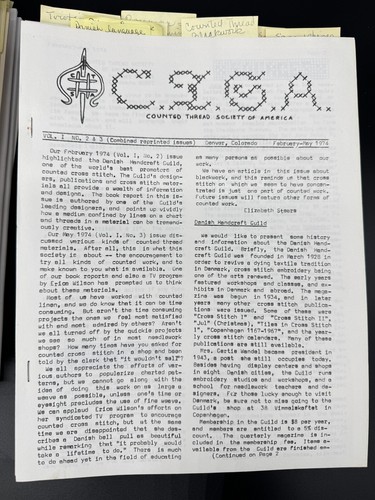 Danish Language
Counted Thread
Blackwork
C.T.S.A.
COUNTED THREAD SOCIETY OF AMERICA
VOL. I NO. 2 & 3 (Combined reprinted issues) Denver, Colorado February-May 1974
Our February 1974 (Vol. I, No. 2) issue
highlighted the Danish Handcraft Guild,
one of the world's best promoters of
counted cross stitch. The Guild's design-
ers, publications and cross stitch mater-
ials all provide a wealth of information
and designs. The book report in this is-
sue is authored by one of the Guild's
leading designers, and points up vividly
how a medium confined by lines on a chart
and threads in a material can be tremend-
ously creative.
Our May 1974 (Vol. I, No. 3) issue dis-
cussed various kinds of counted thread
materials. After all, this is what this
society is about -- the encouragement to
try all kinds of counted work, and to
make known to you what is available. One
of our book reports and also a TV program
by Erica Wilson has prompted us to think
about these materials.
Most of us have worked with counted
linen, and we do know that it can be time
consuming. But aren't the time consuming
projects the ones we feel most satisfied
with and most admired by others? Aren't
we all turned off by the quickie projects
we see so much of in most needlework
shops? How many times have you asked for
counted cross stitch in a shop and been
told by the clerk that "it wouldn't sell"!
We all appreciate the efforts of var-
ious authors to popularize charted pat-
terns, but we cannot go along with the
idea of doing this work on as large a
weave as possible, unless one's time or
eyesight precludes the use of fine weave.
We can applaud Erica Wilson's efforts on
her syndicated TV program to encourage
counted cross stitch, but at the same
time we are disappointed that she des-
cribes a Danish bell pull as beautiful
while remarking that "it probably would
take a lifetime to do." There is much
to do ahead yet in the field of educating
as many persons as possible about our
work.
We have an article in this issue about
blackwork, and this reminds us that cross
stitch on which we seem to have concen-
trated is just one part of counted work.
Future issues will feature other forms of
counted work.
Elizabeth Stears
Danish Handcraft Guild
We would like to present some history
and information about the Danish Hand-
craft Guild. Briefly, the Danish Hand-
craft Guild was founded in March 1928 in
order to revive a dying textile tradition
in Denmark, cross stitch embroidery being
one of the arts renewed. The early years
featured workshops and classes, and ex-
hibits in Denmark and abroad. The maga-
zine was begun in 1934, and in later
years many other cross stitch publica-
tions were issued. Some of these were
"Cross Stitch I" and "Cross Stitch II",
"Jul" (Christmas), "Tiles in Cross Stitch
I", "Copenhagen 1167-1967", and the year-
ly cross stitch calendars. Many of these
publications are still available.
Mrs. Gertie Wandel became president in
1943, a post she still occupies today.
Besides having display centers and shops
in eight Danish cities, the Guild runs
embroidery studios and workshops, and a
school for needlework teachers and de-
signers. For those lucky enough to visit
Denmark, be sure not to miss going to the
Guild's shop at 38 Vimmelskaftet in
Copenhagen.
Membership in the Guild is $8 per year,
and members are entitled to a 5% dis-
count. The quarterly magazine is in-
cluded in the membership fee. Items a-
vailable from the Guild are finished em-
(Continued on Page 2